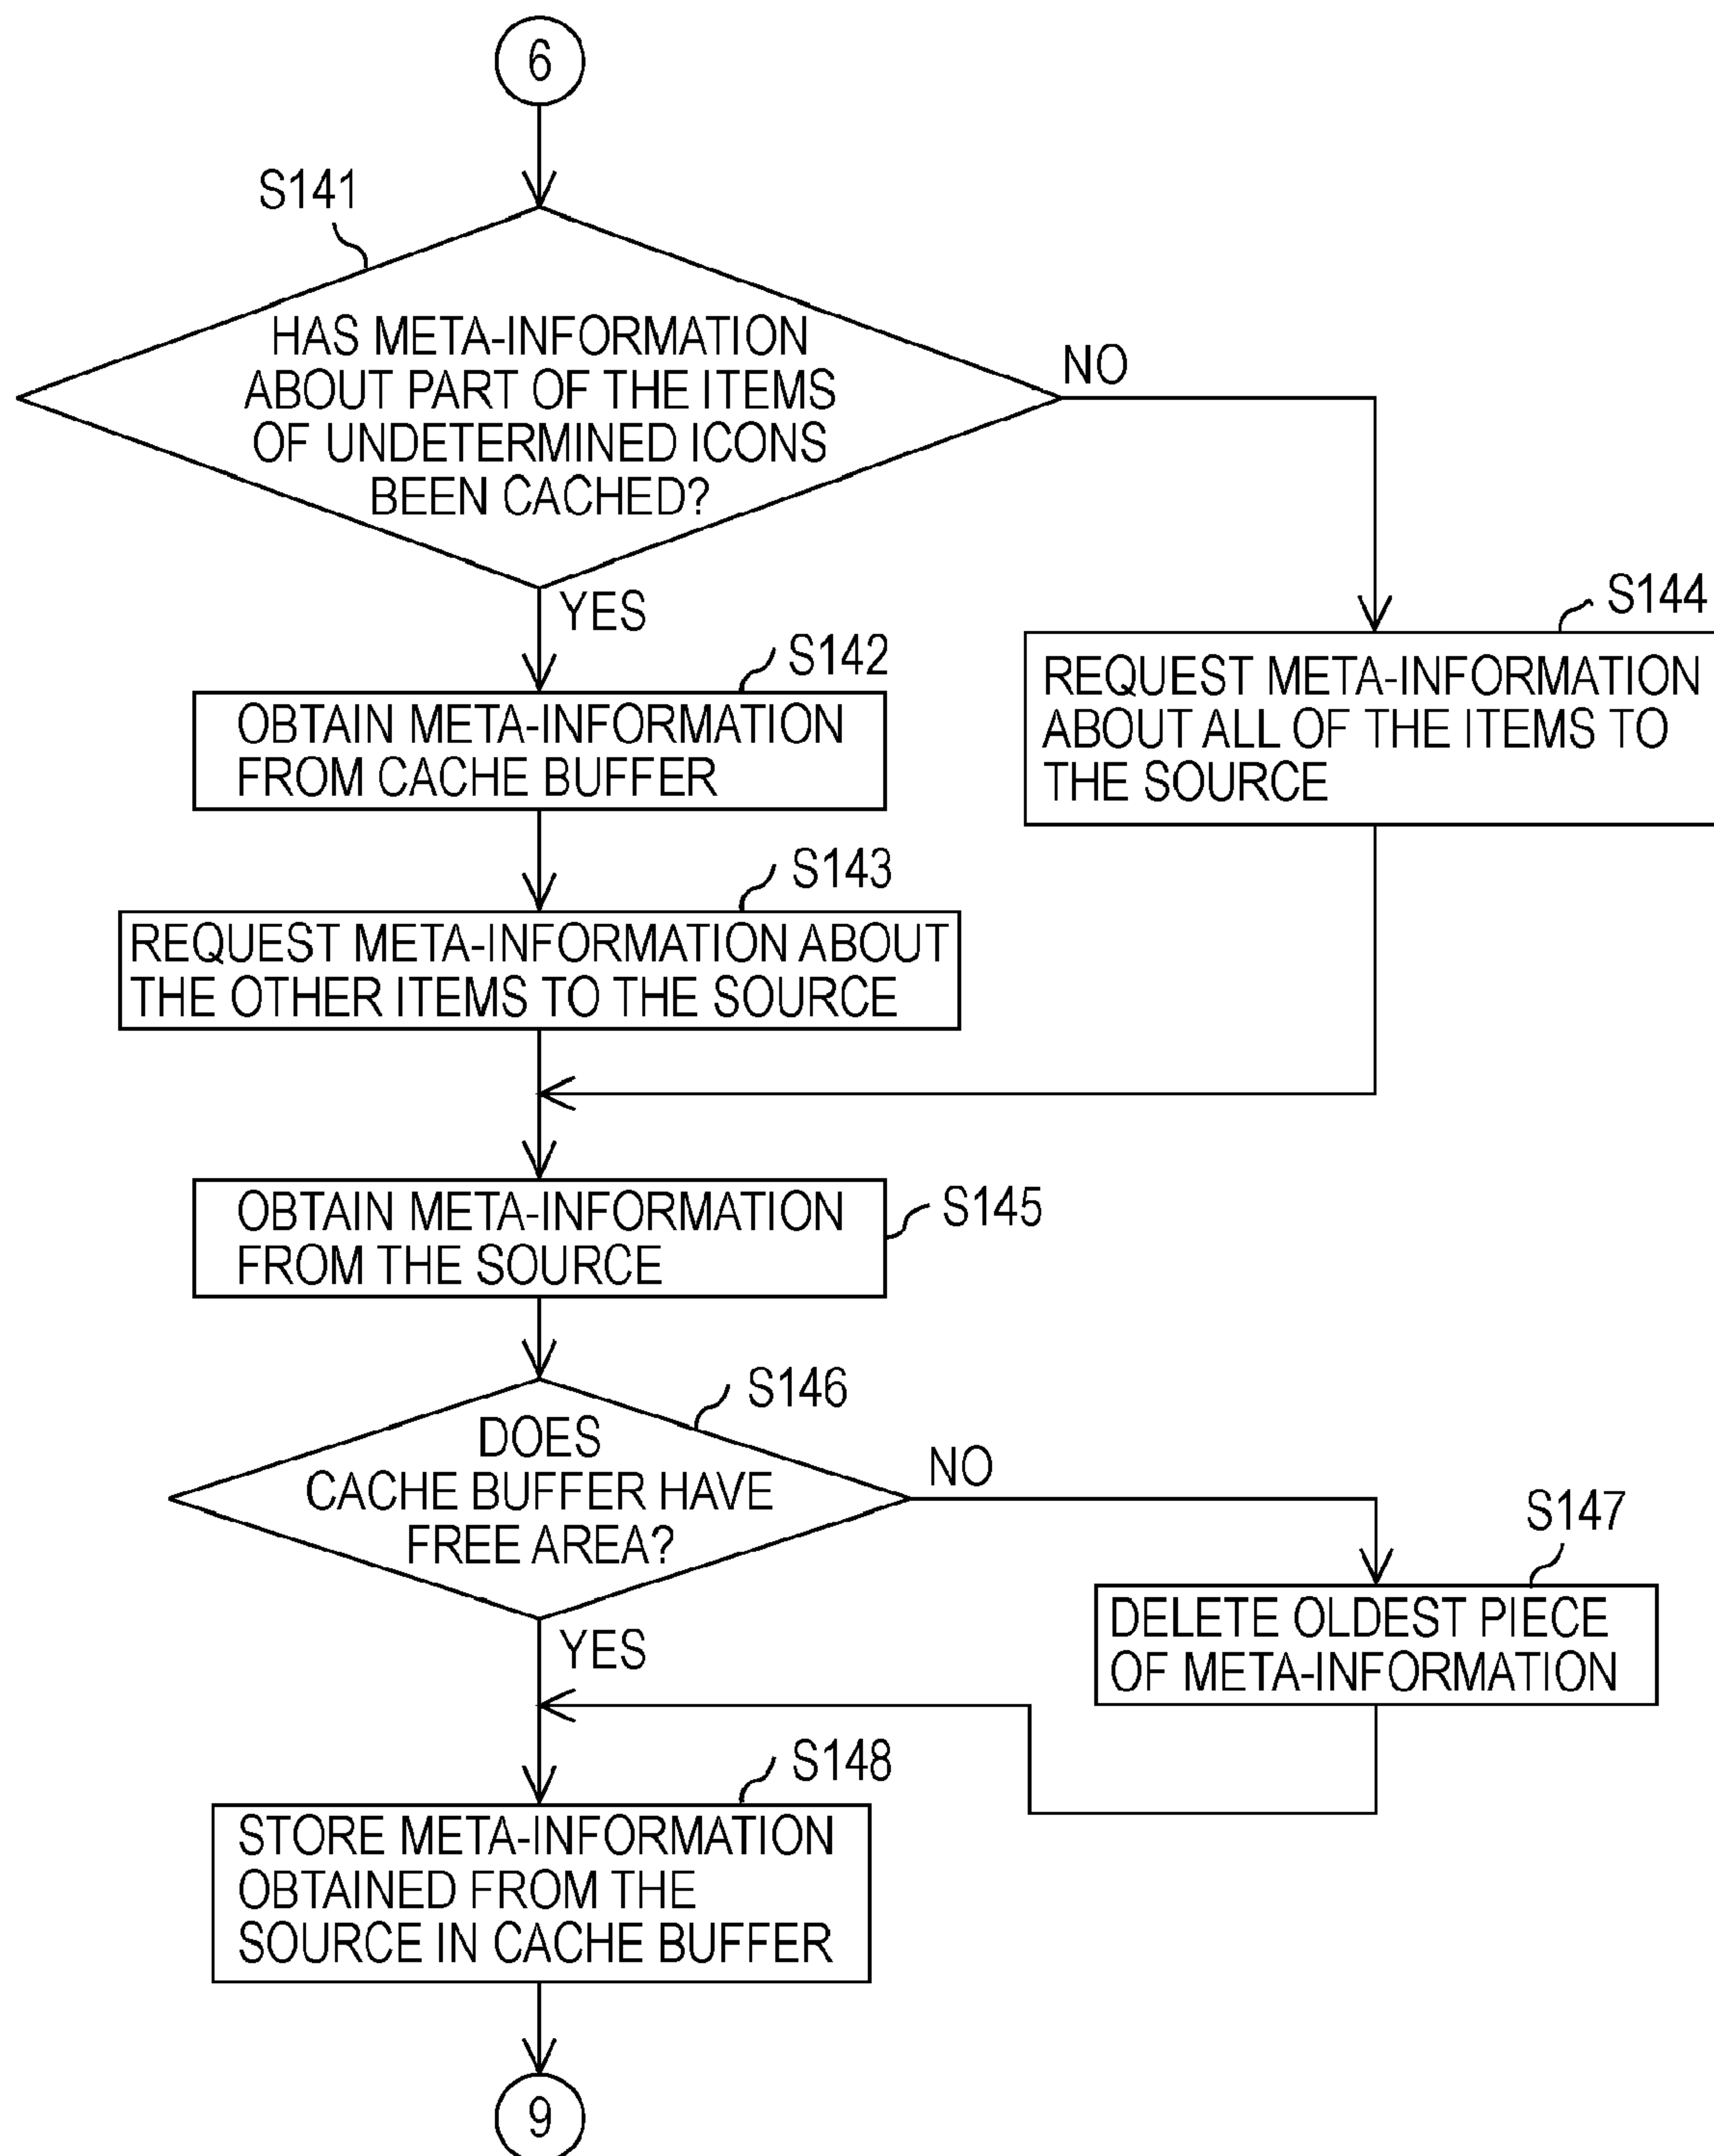 6
S141
HAS META-INFORMATION
ABOUT PART OF THE ITEMS
OF UNDETERMINED ICONS
BEEN CACHED?
NO
YES
S142
OBTAIN META-INFORMATION
FROM CACHE BUFFER
S144
REQUEST META-INFORMATION
ABOUT ALL OF THE ITEMS TO
THE SOURCE
S143
REQUEST META-INFORMATION ABOUT
THE OTHER ITEMS TO THE SOURCE
S145
OBTAIN META-INFORMATION
FROM THE SOURCE
S146
DOES
CACHE BUFFER HAVE
FREE AREA?
NO
YES
S147
DELETE OLDEST PIECE
OF META-INFORMATION
S148
STORE META-INFORMATION
OBTAINED FROM THE
SOURCE IN CACHE BUFFER
9